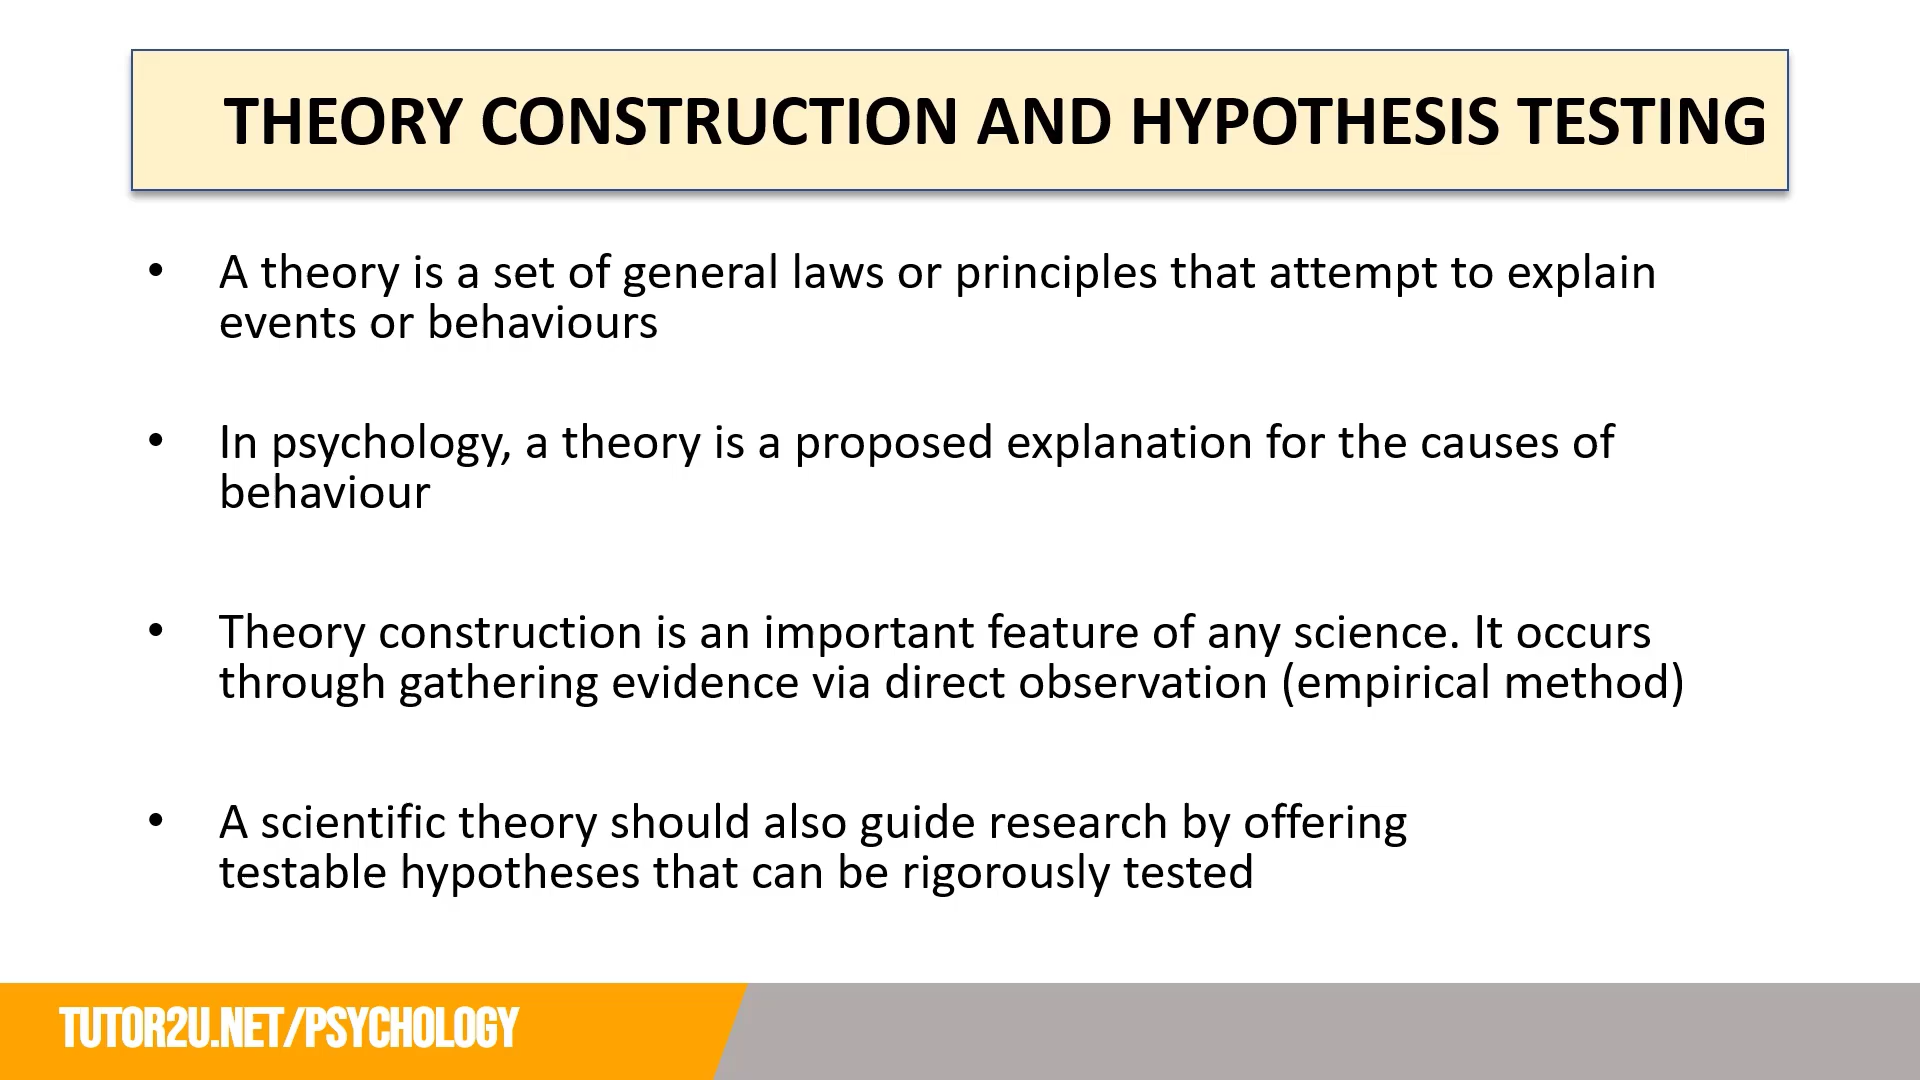 THEORY CONSTRUCTION AND HYPOTHESIS TESTING
• A theory is a set of general laws or principles that attempt to explain
events or behaviours
• In psychology, a theory is a proposed explanation for the causes of
behaviour
• Theory construction is an important feature of any science. It occurs
through gathering evidence via direct observation (empirical method)
• A scientific theory should also guide research by offering
testable hypotheses that can be rigorously tested
TUTOR2U.NET/PSYCHOLOGY